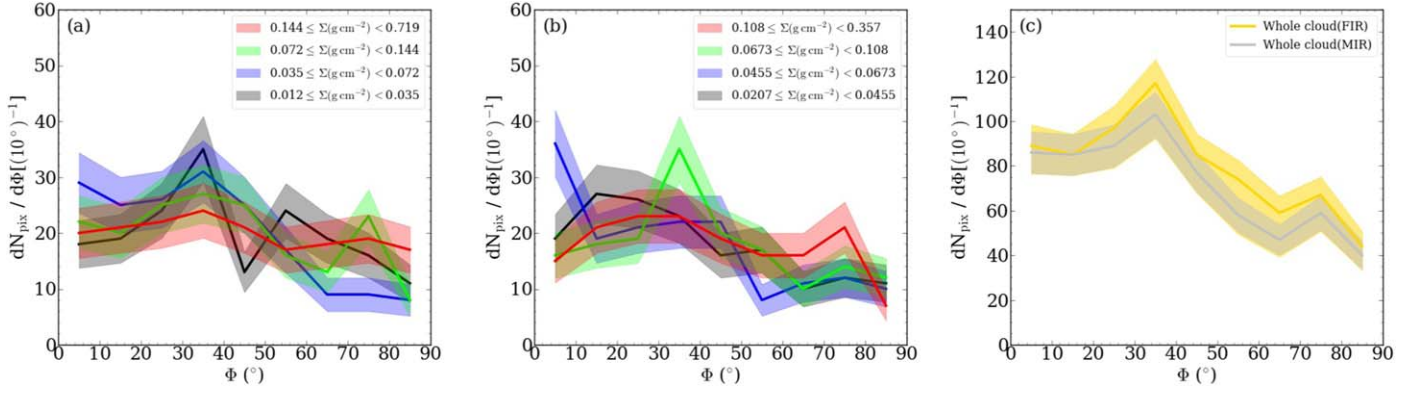 (a)
0.144 ≤ Σ(g cm⁻²) < 0.719
0.072 ≤ Σ(g cm⁻²) < 0.144
0.035 ≤ Σ(g cm⁻²) < 0.072
0.012 ≤ Σ(g cm⁻²) < 0.035
60
50
40
30
20
10
0
dN_pix / dΦ[(10°)⁻¹]
0 10 20 30 40 50 60 70 80 90
Φ (°)
(b)
0.108 ≤ Σ(g cm⁻²) < 0.357
0.0673 ≤ Σ(g cm⁻²) < 0.108
0.0455 ≤ Σ(g cm⁻²) < 0.0673
0.0207 ≤ Σ(g cm⁻²) < 0.0455
60
50
40
30
20
10
0
dN_pix / dΦ[(10°)⁻¹]
0 10 20 30 40 50 60 70 80 90
Φ (°)
(c)
Whole cloud(FIR)
Whole cloud(MIR)
140
120
100
80
60
40
20
0
dN_pix / dΦ[(10°)⁻¹]
0 10 20 30 40 50 60 70 80 90
Φ (°)